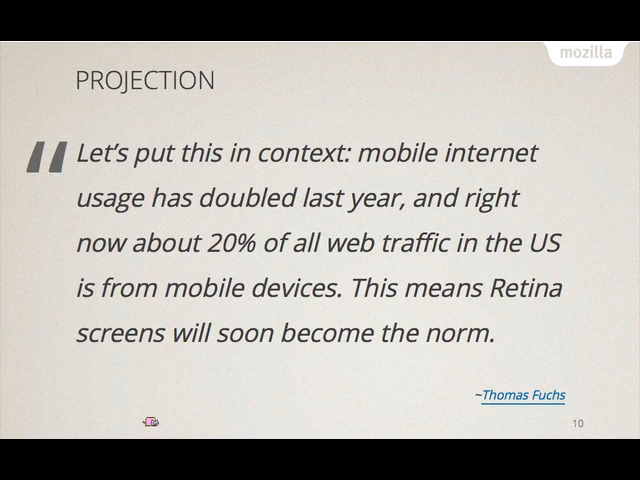 mozilla
PROJECTION
“
Let’s put this in context: mobile internet
usage has doubled last year, and right
now about 20% of all web traffic in the US
is from mobile devices. This means Retina
screens will soon become the norm.
~Thomas Fuchs
10